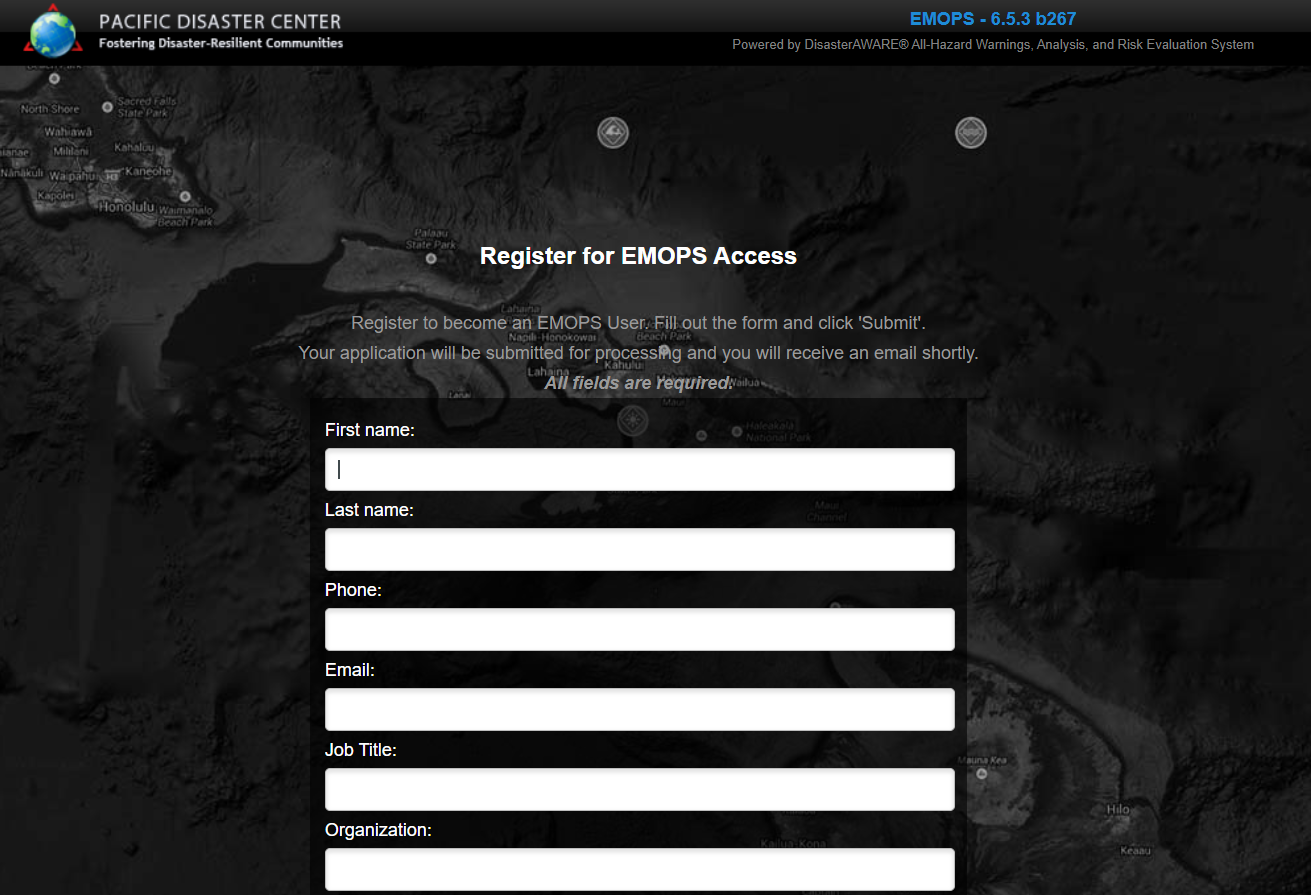 PACIFIC DISASTER CENTER
Fostering Disaster-Resilient Communities
EMOPS - 6.5.3 b267
Powered by DisasterAWARE® All-Hazard Warnings, Analysis, and Risk Evaluation System
Beach Park
North Shore
Sacred Falls
State Park
Wahiawā
Kahaluu
Mililani
Nānākuli
Waipahu
Kaneohe
Kapolei
Honolulu
Waimanalo
Beach Park
Palaau
State Park
Register for EMOPS Access
Lahaina
Register to become an EMOPS User. Fill out the form and click 'Submit'.
Napili-Honokowai
Beach Park
Your application will be submitted for processing and you will receive an email shortly.
Kahului
Lahaina
All fields are required.
Wailua
Lanai
Maui
First name:
Haleakalā
National Park
Last name:
Maui
Channel
Phone:
Email:
Job Title:
Mauna Kea
Hilo
Organization:
Kailua-Kona
Keaau